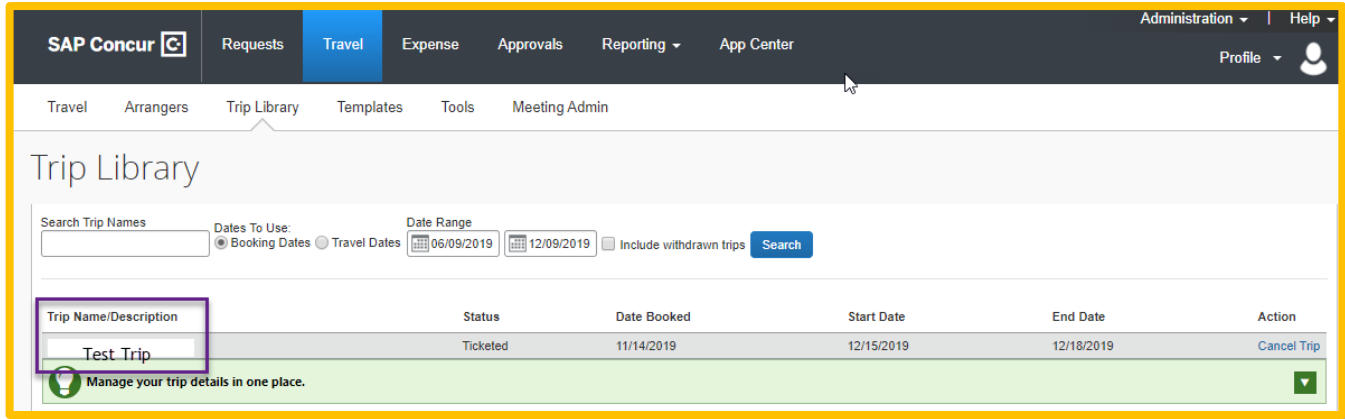 Administration | Help
SAP Concur C Requests Travel Expense Approvals Reporting App Center
Profile
Travel Arrangers Trip Library Templates Tools Meeting Admin
Trip Library
Search Trip Names Dates To Use: Date Range
Booking Dates Travel Dates 06/09/2019 12/09/2019 Include withdrawn trips Search
Trip Name/Description Status Date Booked Start Date End Date Action
Test Trip Ticketed 11/14/2019 12/15/2019 12/18/2019 Cancel Trip
Manage your trip details in one place.